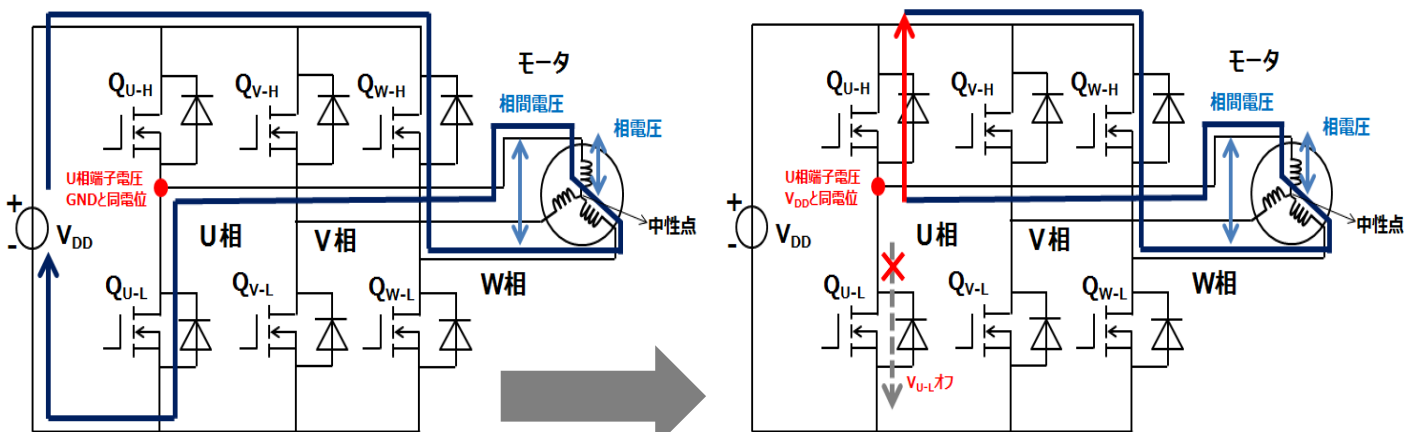 モータ
QU-H
QV-H
QW-H
相間電圧
相電圧
U相端子電圧
GNDと同電位
+
-
VDD
U相
V相
中性点
W相
QU-L
QV-L
QW-L
モータ
QU-H
QV-H
QW-H
相間電圧
相電圧
U相端子電圧
VDDと同電位
+
-
VDD
U相
V相
中性点
W相
QU-L
QV-L
QW-L
VU-Lオフ